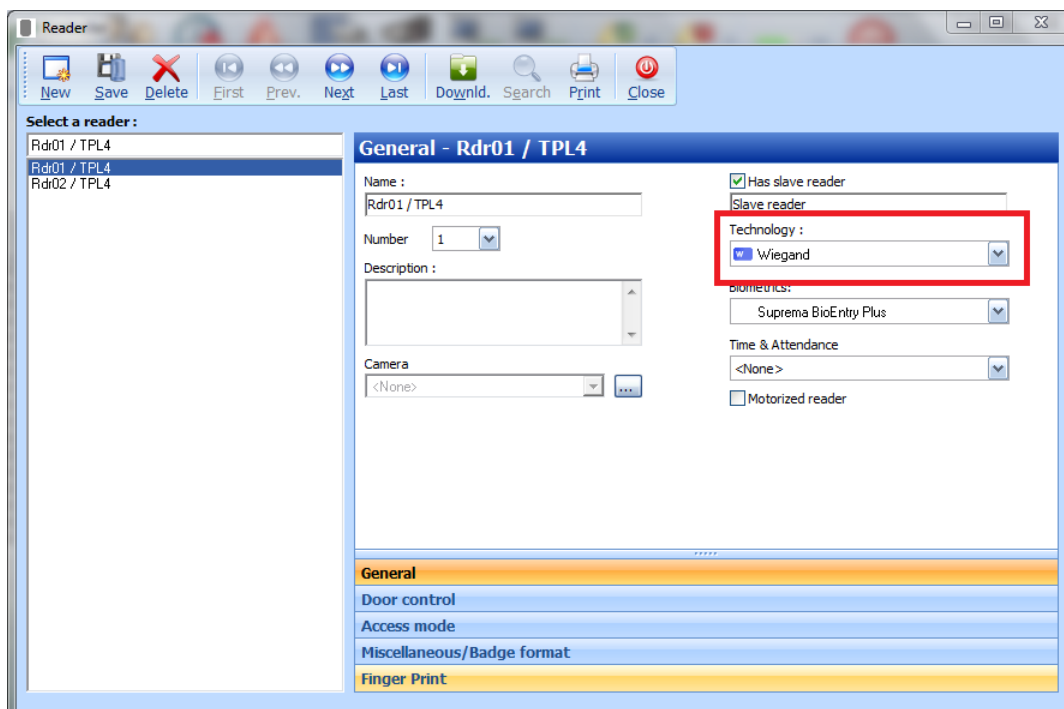 Reader
New Save Delete First Prev. Next Last Downld. Search Print Close
Select a reader :
Rdr01 / TPL4
Rdr01 / TPL4
Rdr02 / TPL4
General - Rdr01 / TPL4
Name :
Rdr01 / TPL4
Number 1
Description :
Camera
<None>
...
Has slave reader
Slave reader
Technology :
w Wiegand
Biometrics:
Suprema BioEntry Plus
Time & Attendance
<None>
Motorized reader
General
Door control
Access mode
Miscellaneous/Badge format
Finger Print